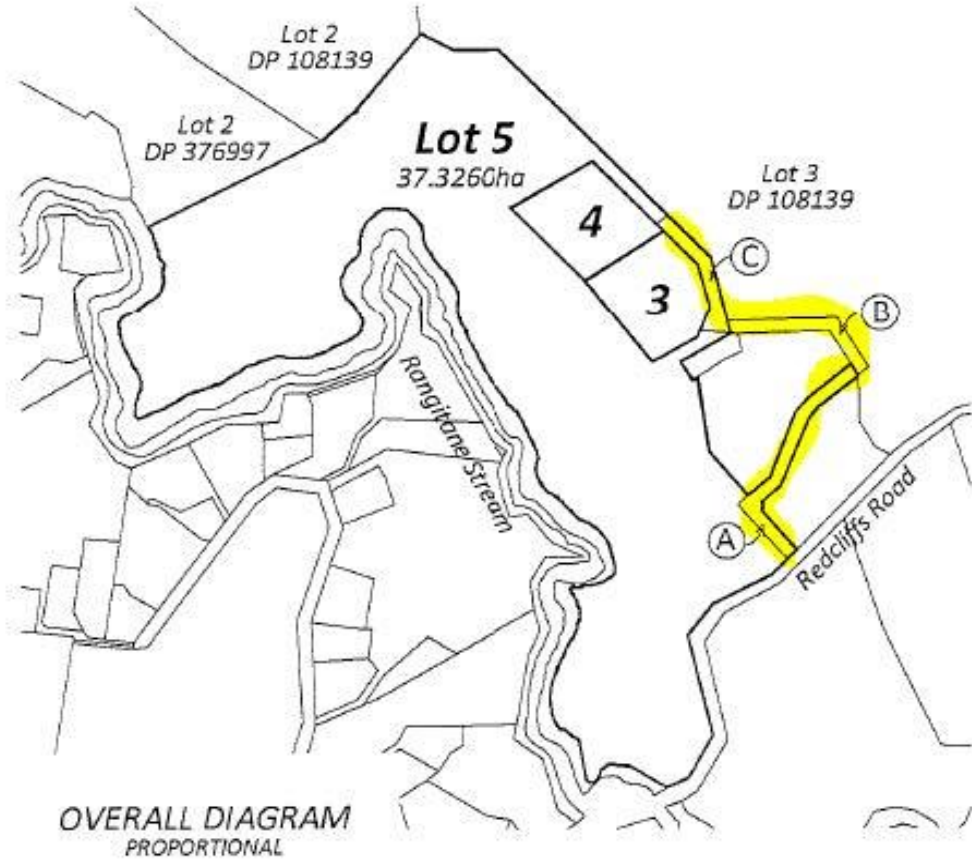 Lot 2
DP 108139
Lot 2
DP 376997
Lot 5
37.3260ha
Lot 3
DP 108139
4
3
C
B
A
Rangitane Stream
Redcliffs Road
OVERALL DIAGRAM
PROPORTIONAL